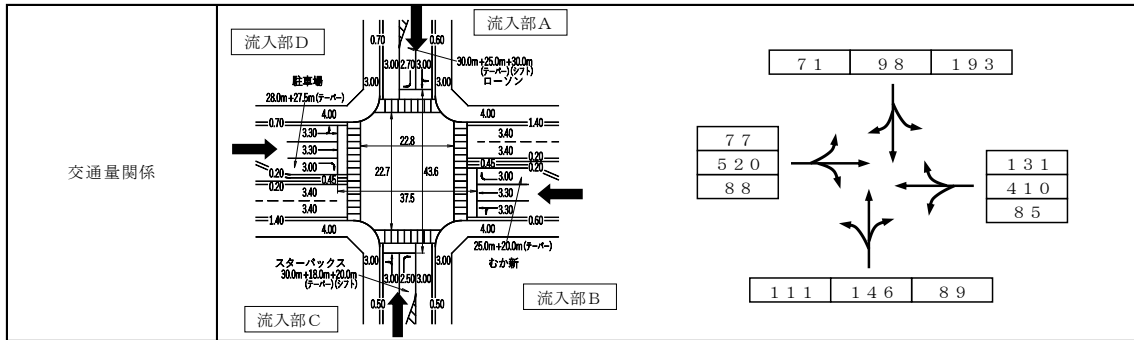 交通量関係
流入部D
流入部A
0.70
0.60
3.00
2.70
3.00
30.0m+25.0m+30.0m
(テーパー)(シフト)
ローソン
駐車場
28.0m+27.5m(テーパー)
3.00
3.00
4.00
4.00
0.70
1.40
3.30
3.30
3.00
3.40
3.40
22.8
0.20
0.45
0.20
0.20
0.45
0.20
22.7
43.6
37.5
3.40
3.40
3.00
3.30
3.30
1.40
0.60
4.00
4.00
25.0m+20.0m(テーパー)
むか新
スターバックス
30.0m+18.0m+20.0m
(テーパー)(シフト)
3.00
3.00
2.50
3.00
3.00
0.50
0.50
流入部B
流入部C
71 98 193
77
520
88
131
410
85
111 146 89